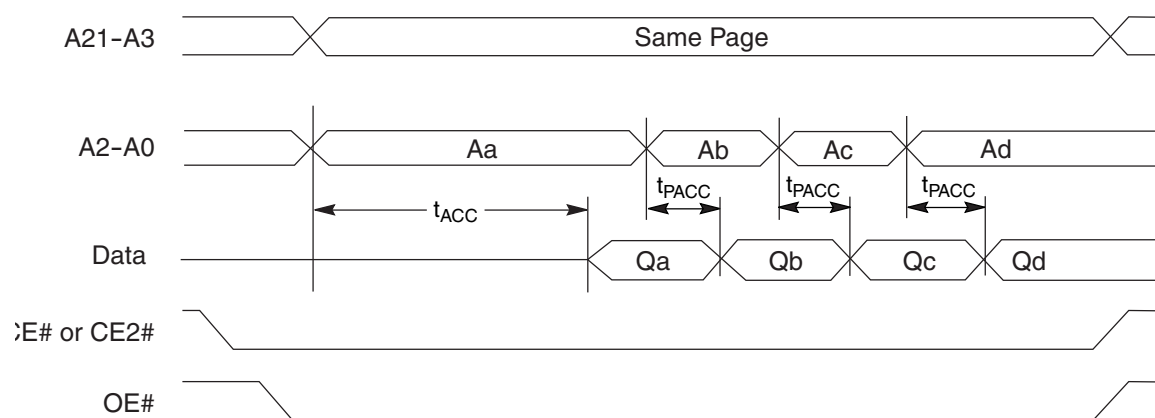 A21-A3
Same Page
A2-A0
Aa
Ab
Ac
Ad
tACC
tPACC
tPACC
tPACC
Data
Qa
Qb
Qc
Qd
CE# or CE2#
OE#